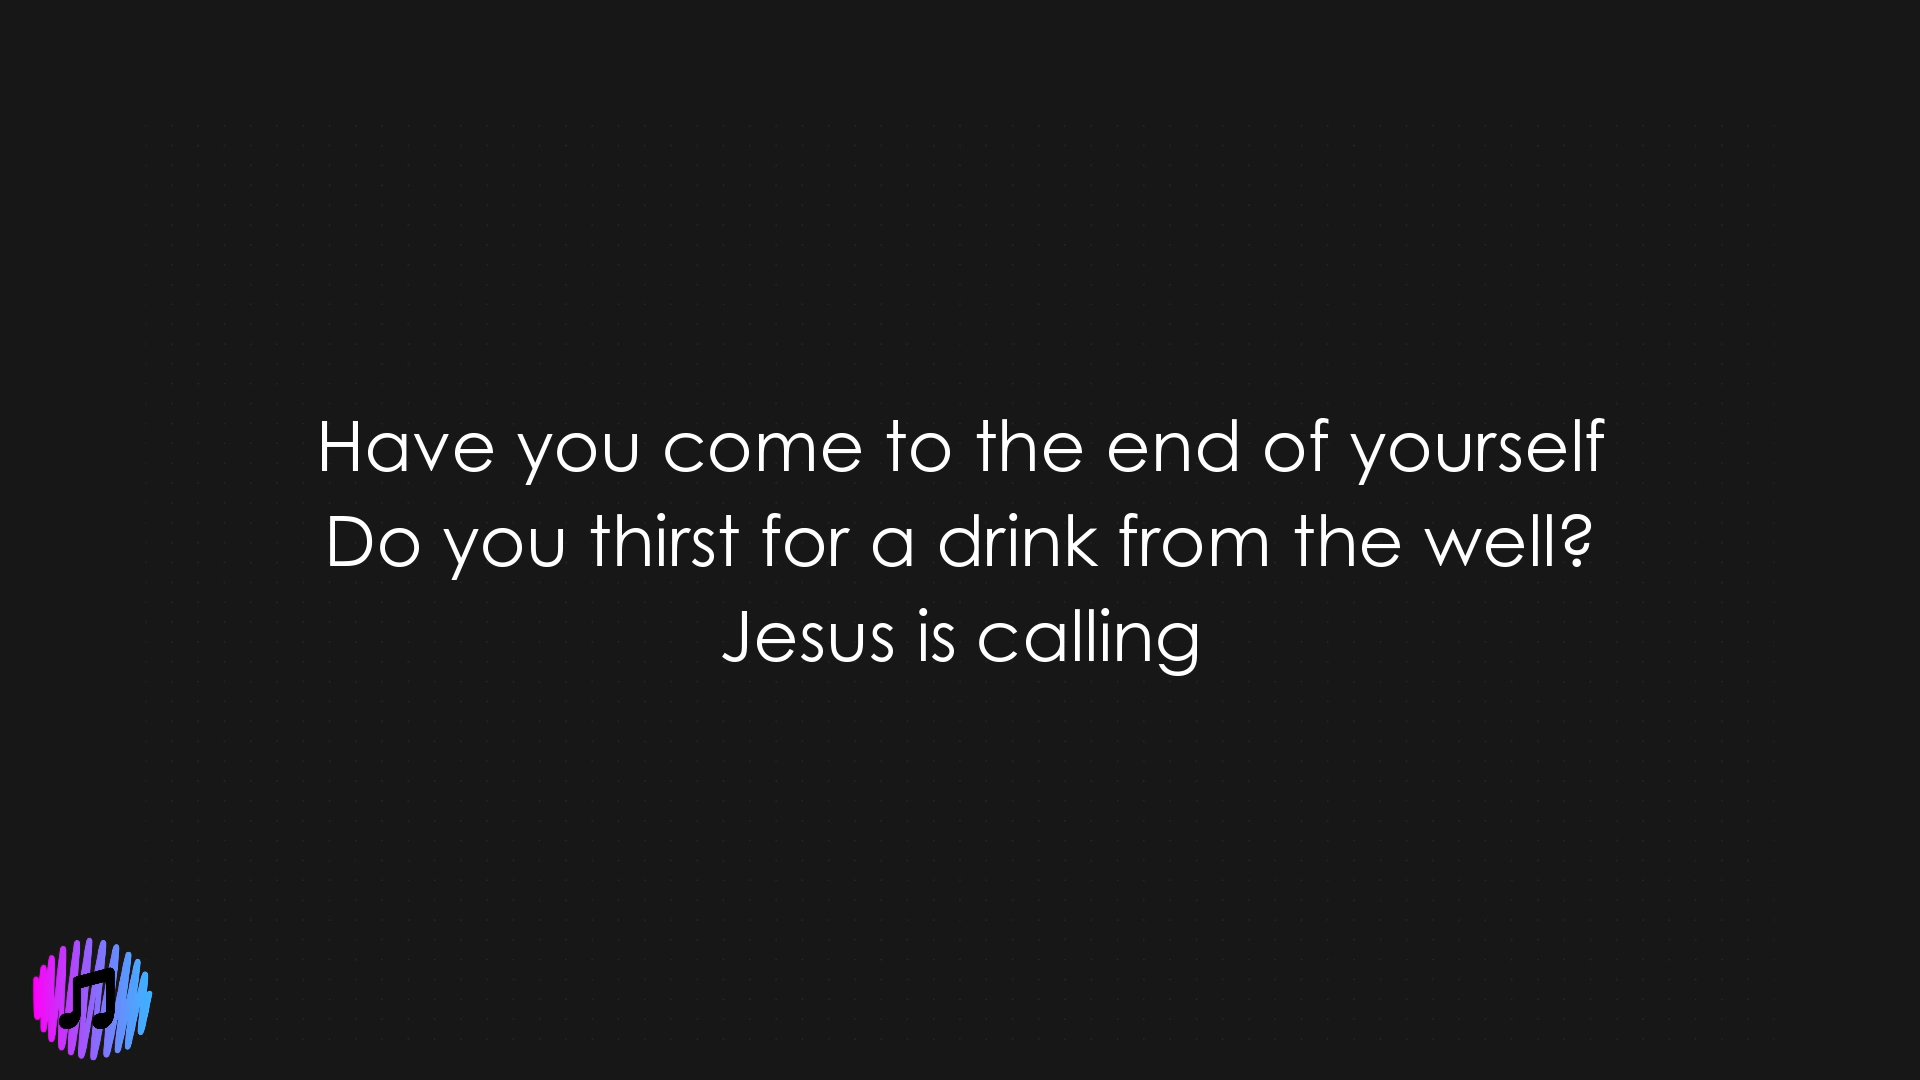 Have you come to the end of yourself
Do you thirst for a drink from the well?
Jesus is calling